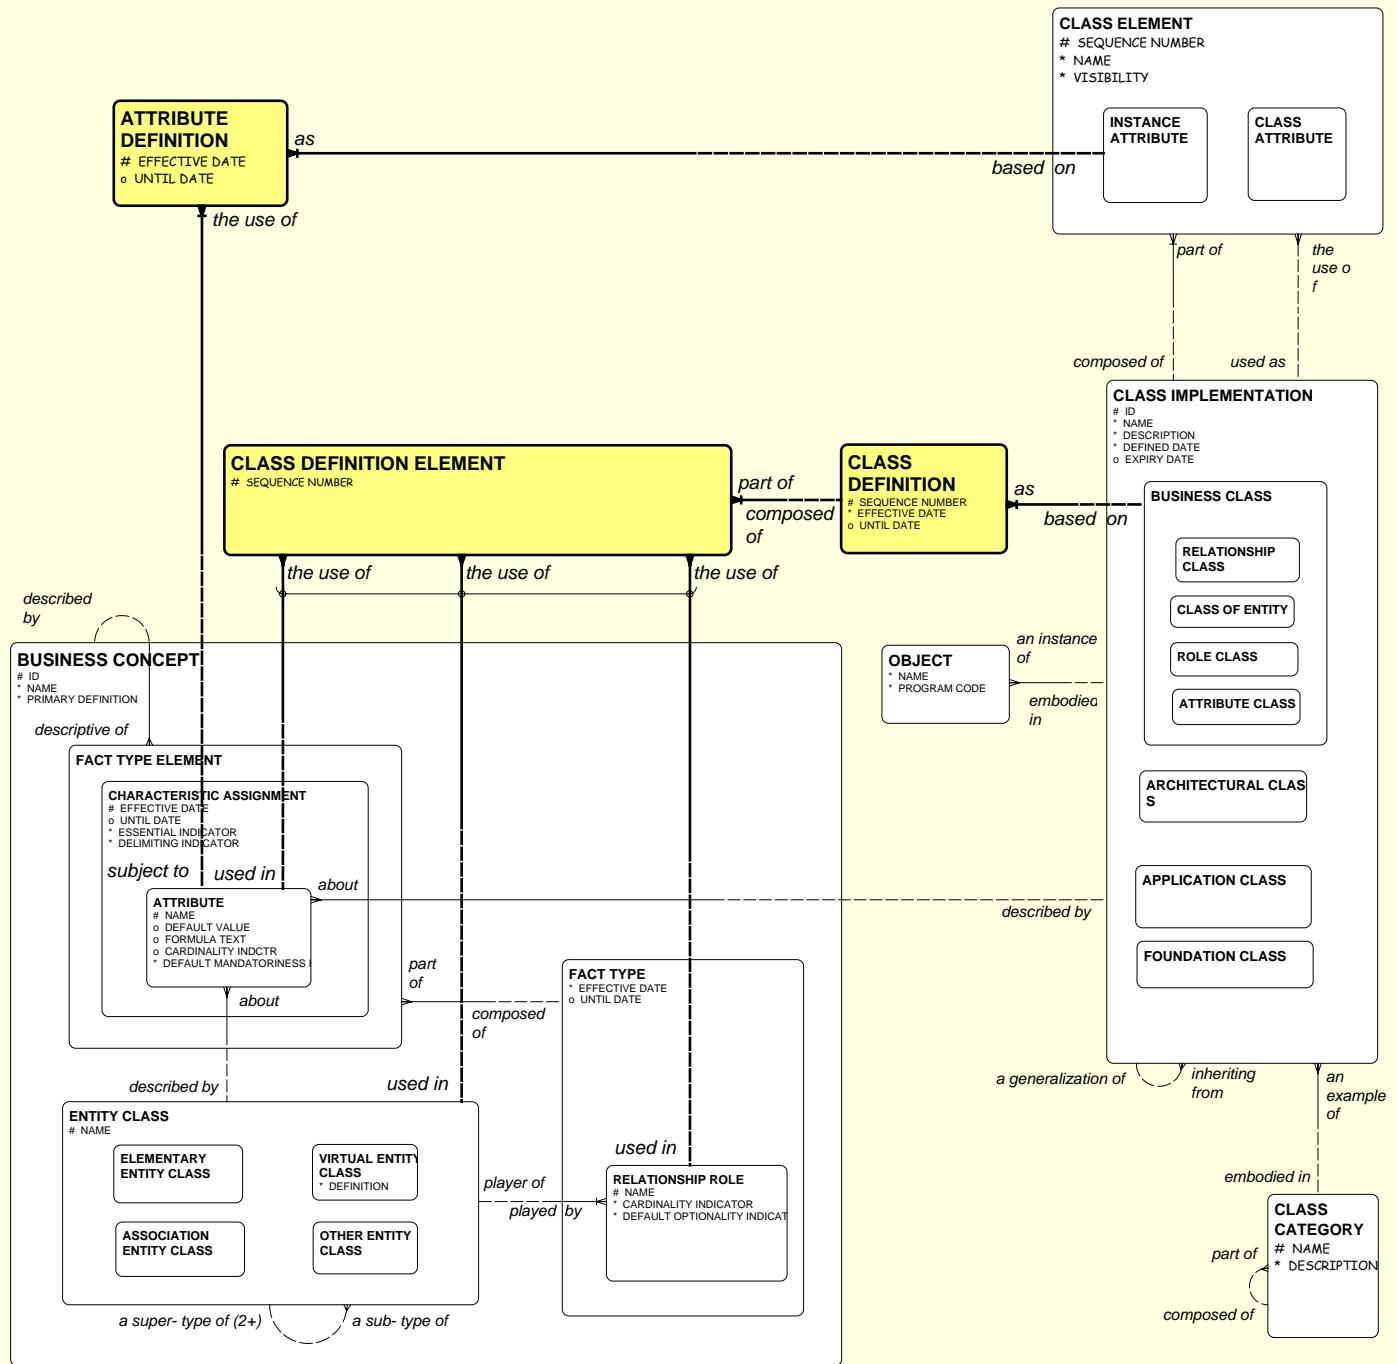 CLASS ELEMENT
# SEQUENCE NUMBER
* NAME
* VISIBILITY
INSTANCE
ATTRIBUTE
CLASS
ATTRIBUTE
ATTRIBUTE
DEFINITION
# EFFECTIVE DATE
o UNTIL DATE
as
based on
the use of
part of
the
use o
f
composed of
used as
CLASS IMPLEMENTATION
# ID
* NAME
* DESCRIPTION
* DEFINED DATE
o EXPIRY DATE
CLASS DEFINITION ELEMENT
# SEQUENCE NUMBER
part of
composed
of
CLASS
DEFINITION
# SEQUENCE NUMBER
* EFFECTIVE DATE
o UNTIL DATE
as
based on
BUSINESS CLASS
RELATIONSHIP
CLASS
CLASS OF ENTITY
ROLE CLASS
ATTRIBUTE CLASS
the use of
the use of
the use of
described
by
BUSINESS CONCEPT
# ID
* NAME
* PRIMARY DEFINITION
descriptive of
OBJECT
* NAME
* PROGRAM CODE
an instance
of
embodied
in
FACT TYPE ELEMENT
CHARACTERISTIC ASSIGNMENT
# EFFECTIVE DATE
o UNTIL DATE
* ESSENTIAL INDICATOR
* DELIMITING INDICATOR
ARCHITECTURAL CLAS
S
subject to
used in
about
described by
ATTRIBUTE
# NAME
o DEFAULT VALUE
o FORMULA TEXT
o CARDINALITY INDCTR
* DEFAULT MANDATORINESS I
APPLICATION CLASS
FOUNDATION CLASS
about
part
of
composed
of
FACT TYPE
* EFFECTIVE DATE
o UNTIL DATE
described by
used in
a generalization of
inheriting
from
an
example
of
ENTITY CLASS
# NAME
ELEMENTARY
ENTITY CLASS
VIRTUAL ENTITY
CLASS
* DEFINITION
ASSOCIATION
ENTITY CLASS
OTHER ENTITY
CLASS
player of
played by
used in
RELATIONSHIP ROLE
# NAME
* CARDINALITY INDICATOR
* DEFAULT OPTIONALITY INDICAT
embodied in
CLASS
CATEGORY
# NAME
* DESCRIPTION
part of
composed of
a super- type of (2+)
a sub- type of